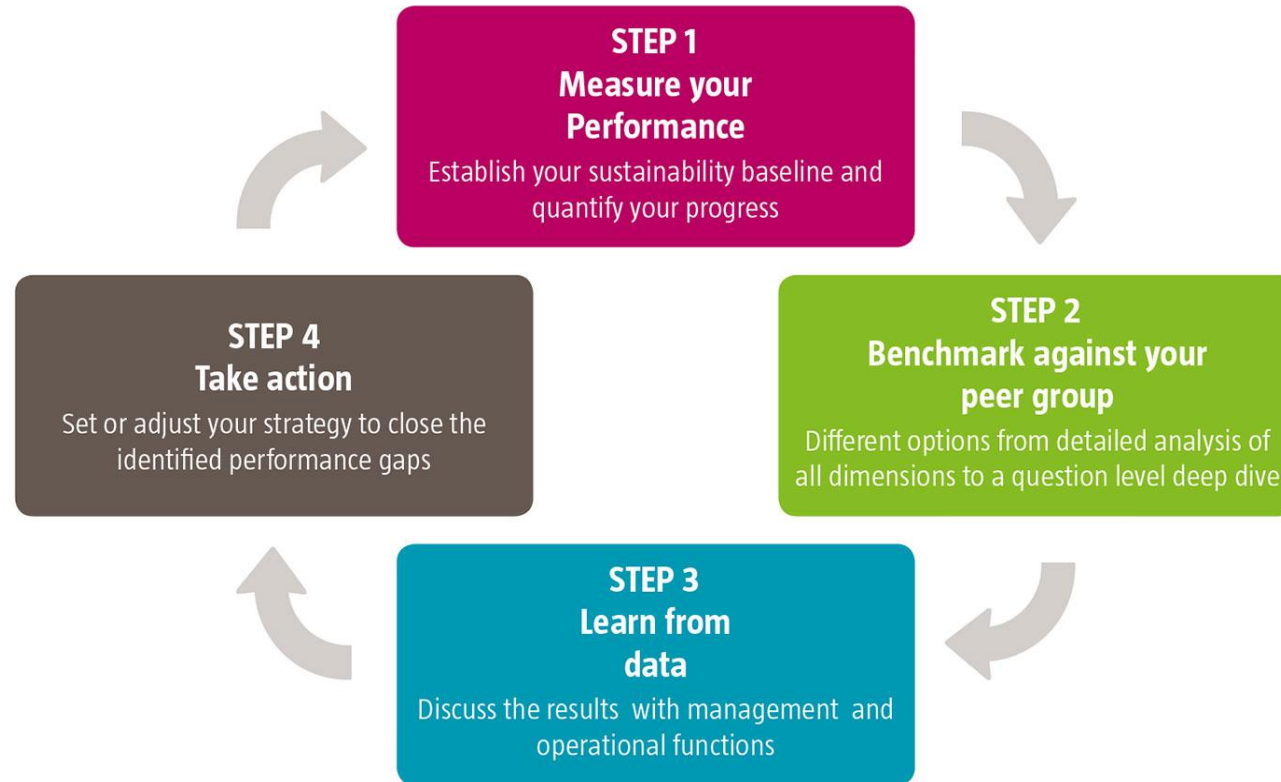 STEP 1
Measure your
Performance
Establish your sustainability baseline and
quantify your progress
STEP 2
Benchmark against your
peer group
Different options from detailed analysis of
all dimensions to a question level deep dive
STEP 3
Learn from
data
Discuss the results with management and
operational functions
STEP 4
Take action
Set or adjust your strategy to close the
identified performance gaps